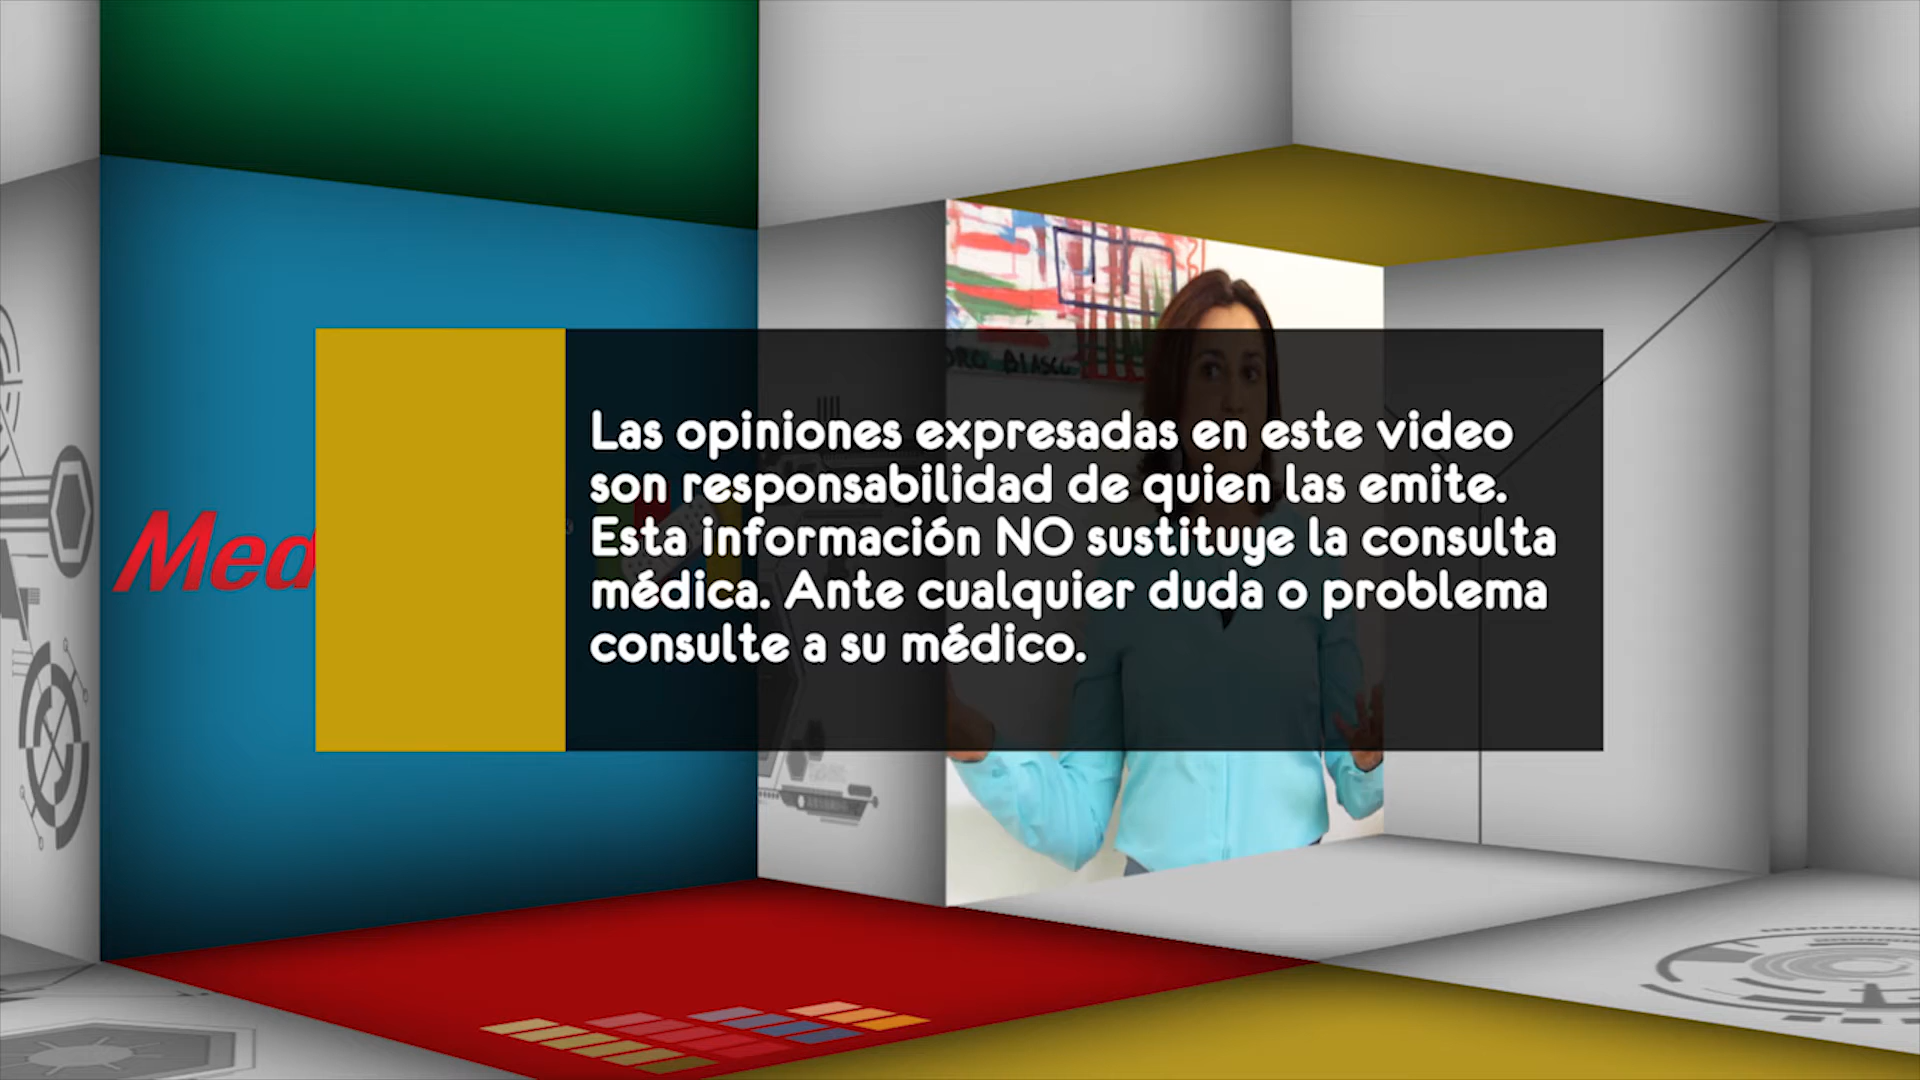 Las opiniones expresadas en este video
son responsabilidad de quien las emite.
Esta información NO sustituye la consulta
médica. Ante cualquier duda o problema
consulte a su médico.
Med
BIASCO